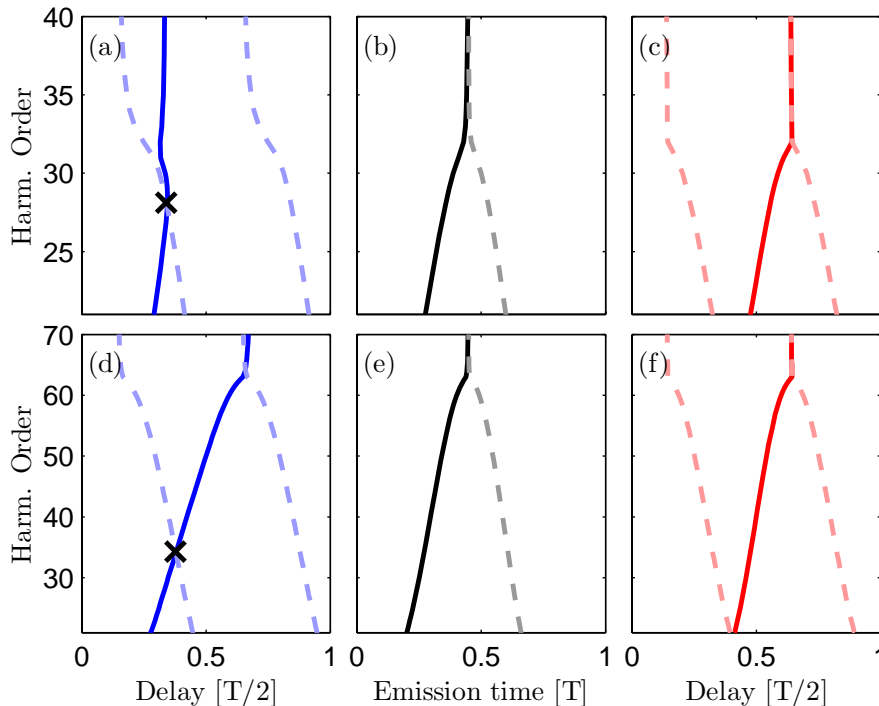 40
35
30
25
Harm. Order
(a)
(b)
(c)
70
60
50
40
30
Harm. Order
(d)
(e)
(f)
0 0.5 0 0.5 0 0.5 1
Delay [T/2] Emission time [T] Delay [T/2]